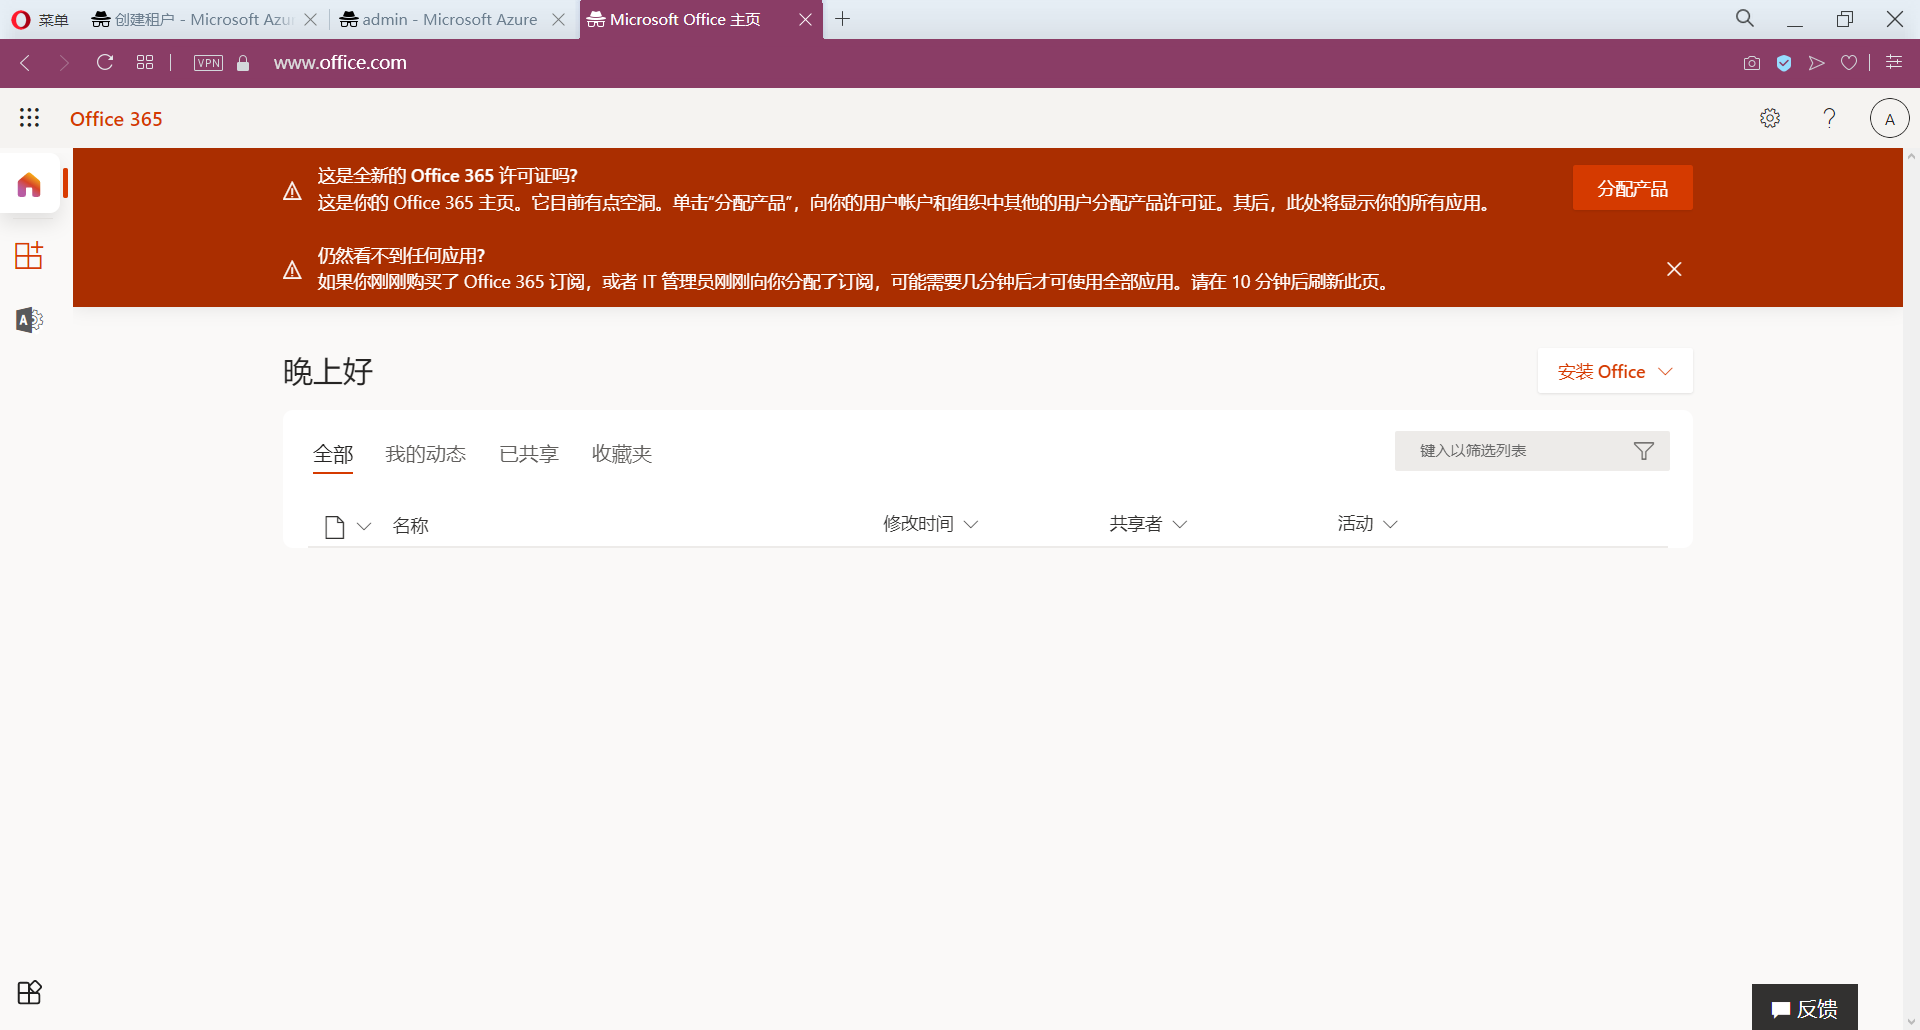 菜单
创建租户 - Microsoft Azu
admin - Microsoft Azure
Microsoft Office 主页
VPN
www.office.com
Office 365
A
这是全新的 Office 365 许可证吗?
这是你的 Office 365 主页。它目前有点空洞。单击“分配产品”，向你的用户帐户和组织中其他的用户分配产品许可证。其后，此处将显示你的所有应用。
分配产品
仍然看不到任何应用?
如果你刚刚购买了 Office 365 订阅，或者 IT 管理员刚刚向你分配了订阅，可能需要几分钟后才可使用全部应用。请在 10 分钟后刷新此页。
A
晚上好
安装 Office
全部
我的动态
已共享
收藏夹
键入以筛选列表
名称
修改时间
共享者
活动
反馈